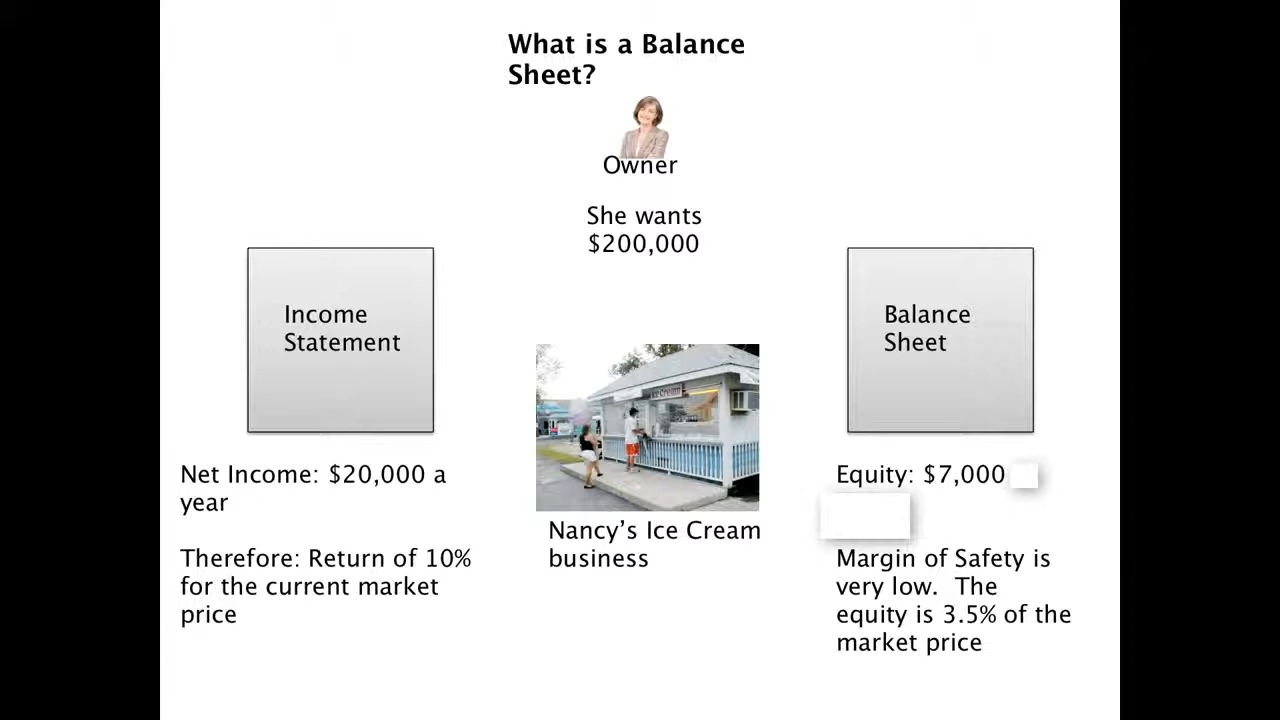 What is a Balance
Sheet?
Owner
She wants
$200,000
Income
Statement
Balance
Sheet
Ice Cream
Net Income: $20,000 a
year
Therefore: Return of 10%
for the current market
price
Nancy’s Ice Cream
business
Equity: $7,000
Margin of Safety is
very low.  The
equity is 3.5% of the
market price